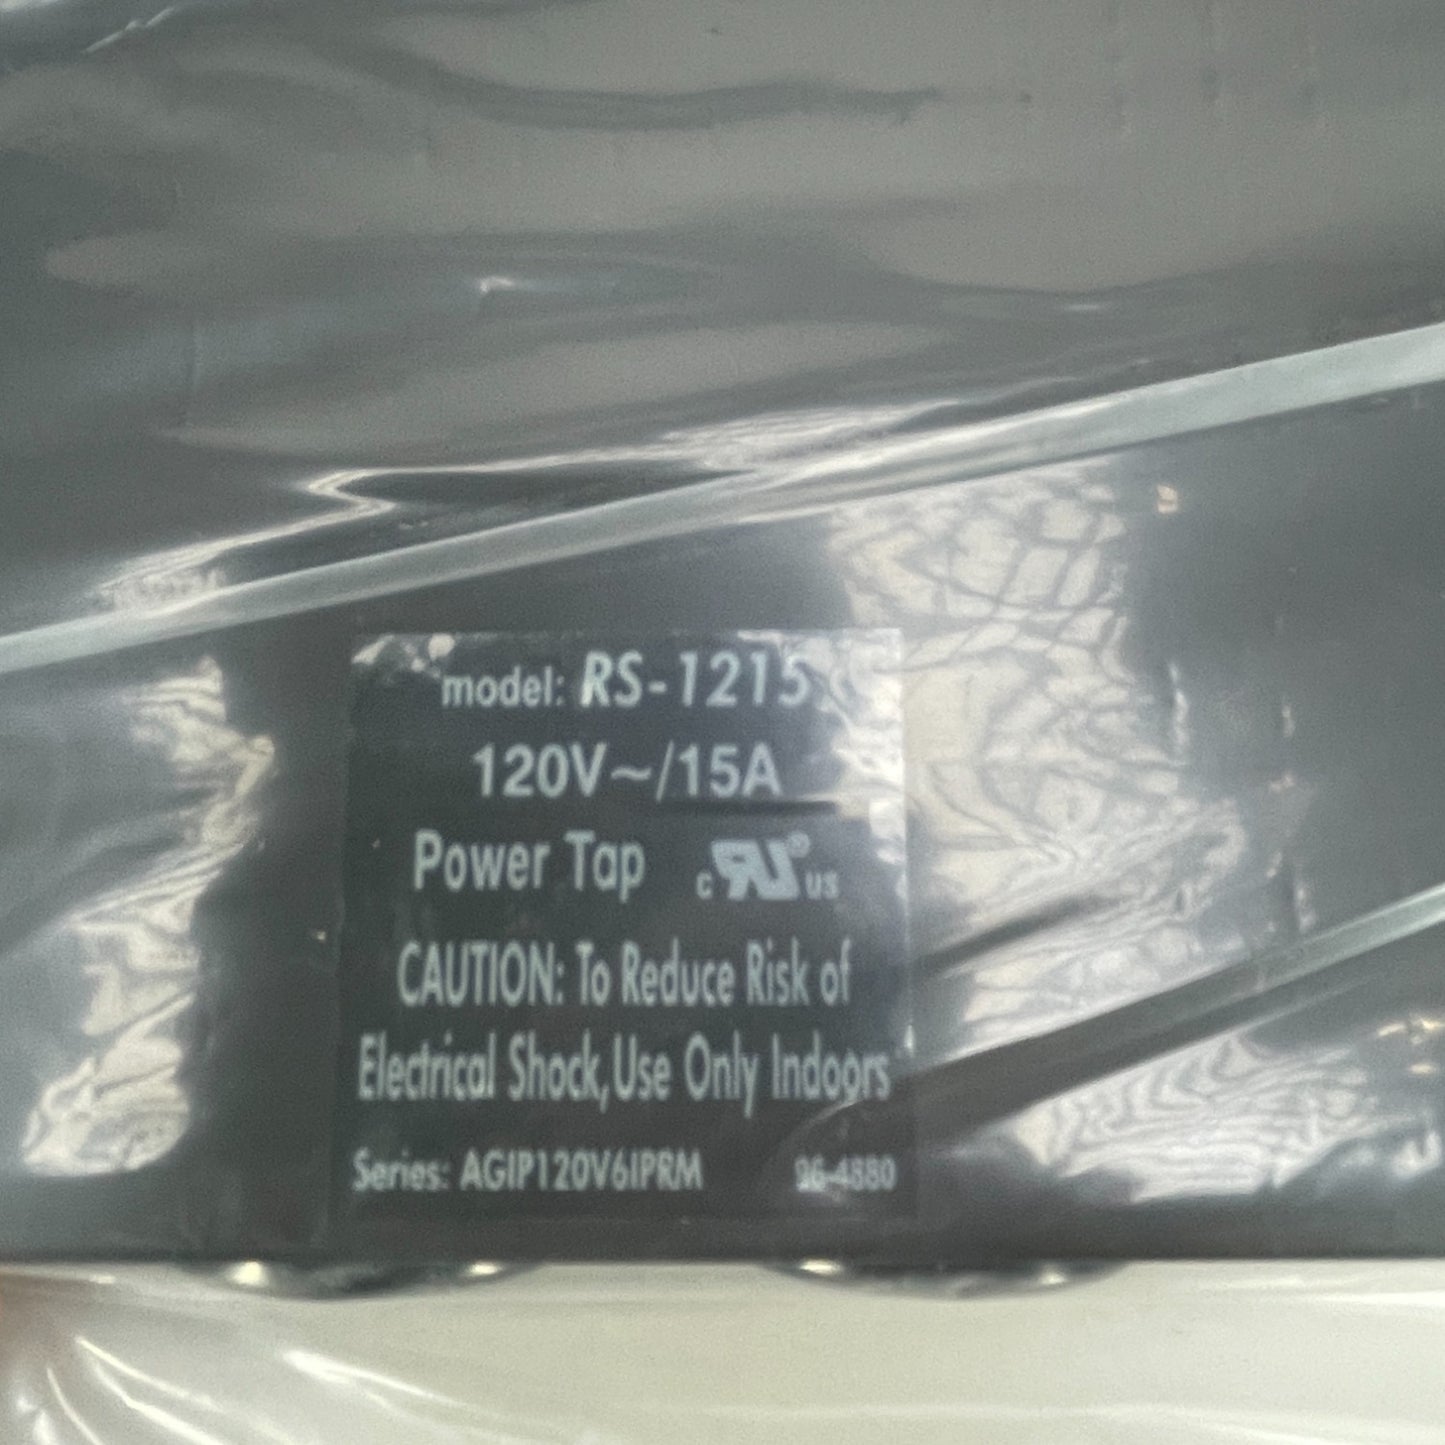 model: RS-1215
120V~/15A
Power Tap c RU® us
CAUTION: To Reduce Risk of
Electrical Shock,Use Only Indoors
Series: AGIP120V6IPRM 96-4880